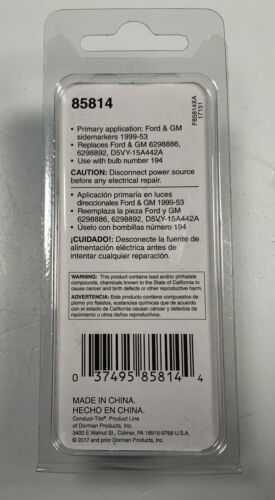 85814
F85814XA
17151
• Primary application: Ford & GM
sidemarkers 1999-53
• Replaces Ford & GM 6298886,
6298892, D5VY-15A442A
• Use with bulb number 194
CAUTION: Disconnect power source
before any electrical repair.
• Aplicación primaria en luces
direccionales Ford & GM 1999-53
• Reemplaza la pieza Ford y GM
6298886, 6298892, D5VY-15A442A
• Úselo con bombillas número 194
¡CUIDADO!: Desconecte la fuente de
alimentación eléctrica antes de
intentar cualquier reparación.
WARNING: This product contains lead and/or phthalate
compounds, chemicals known to the State of California to
cause cancer and birth defects or other reproductive harm.
ADVERTENCIA: Este producto contiene compuestos de
plomo y/o ftalatos, sustancias químicas que de acuerdo
con el estado de California causan cáncer y defectos de
nacimiento u otros daños reproductivos.
0 37495 85814 4
MADE IN CHINA.
HECHO EN CHINA.
Conduct-Tite®, Product Line
of Dorman Products, Inc.
3400 E Walnut St., Colmar, PA 18915-9768 U.S.A.
© 2017 and prior Dorman Products, Inc.